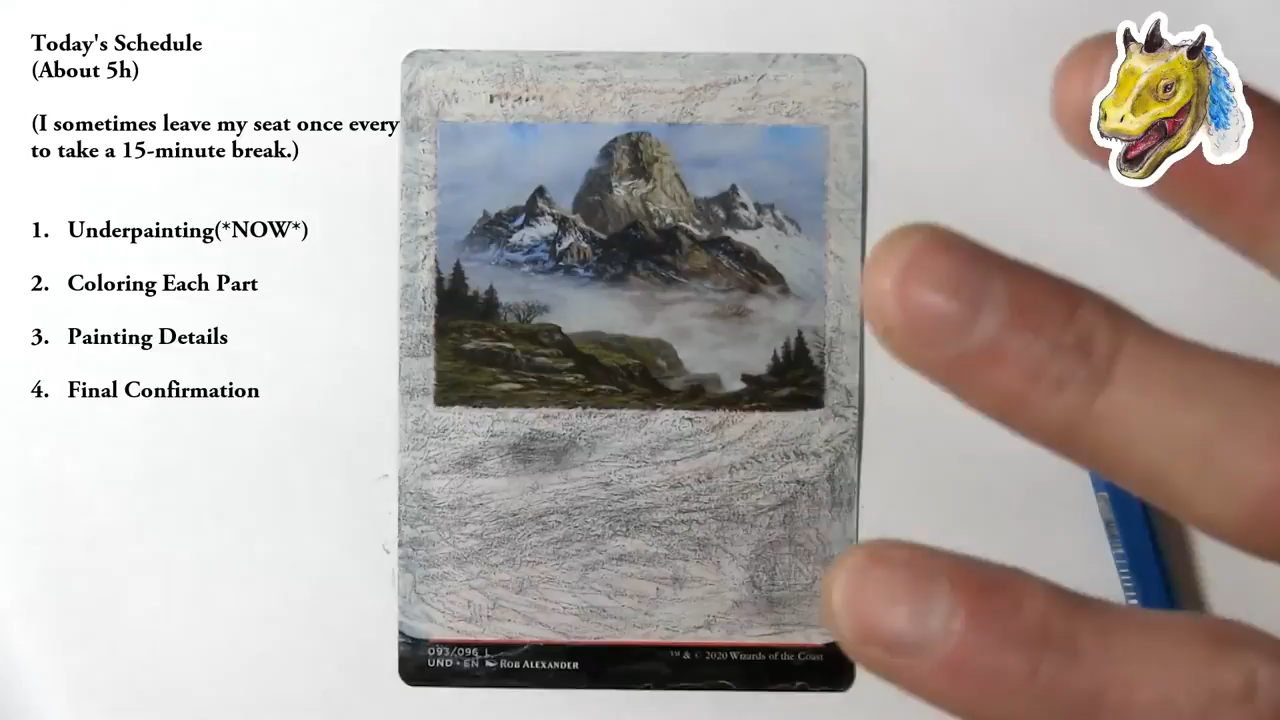 Today's Schedule
(About 5h)
(I sometimes leave my seat once every
to take a 15-minute break.)
1. Underpainting(*NOW*)
2. Coloring Each Part
3. Painting Details
4. Final Confirmation
093/096 L
UND • EN ROB ALEXANDER
™ & © 2020 Wizards of the Coast